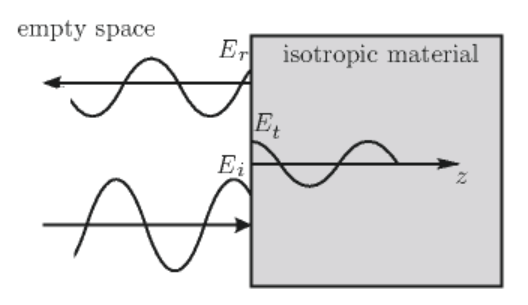 empty space
E_r
isotropic material
E_t
E_i
z